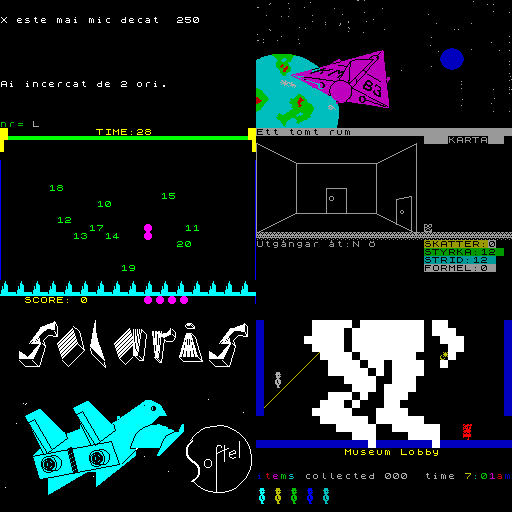 X este mai mic decat 250
Ai incercat de 2 ori.
nr= L
83
TIME:28
18
15
10
12
17
11
13
14
20
19
SCORE: 0
Ett tomt rum
KARTA
Utgångar åt:N Ö
SKATTER:0
STYRKA:12
STRID:12
FORMEL:0
Solaris
Softel
Museum Lobby
items collected 000 time 7:01am